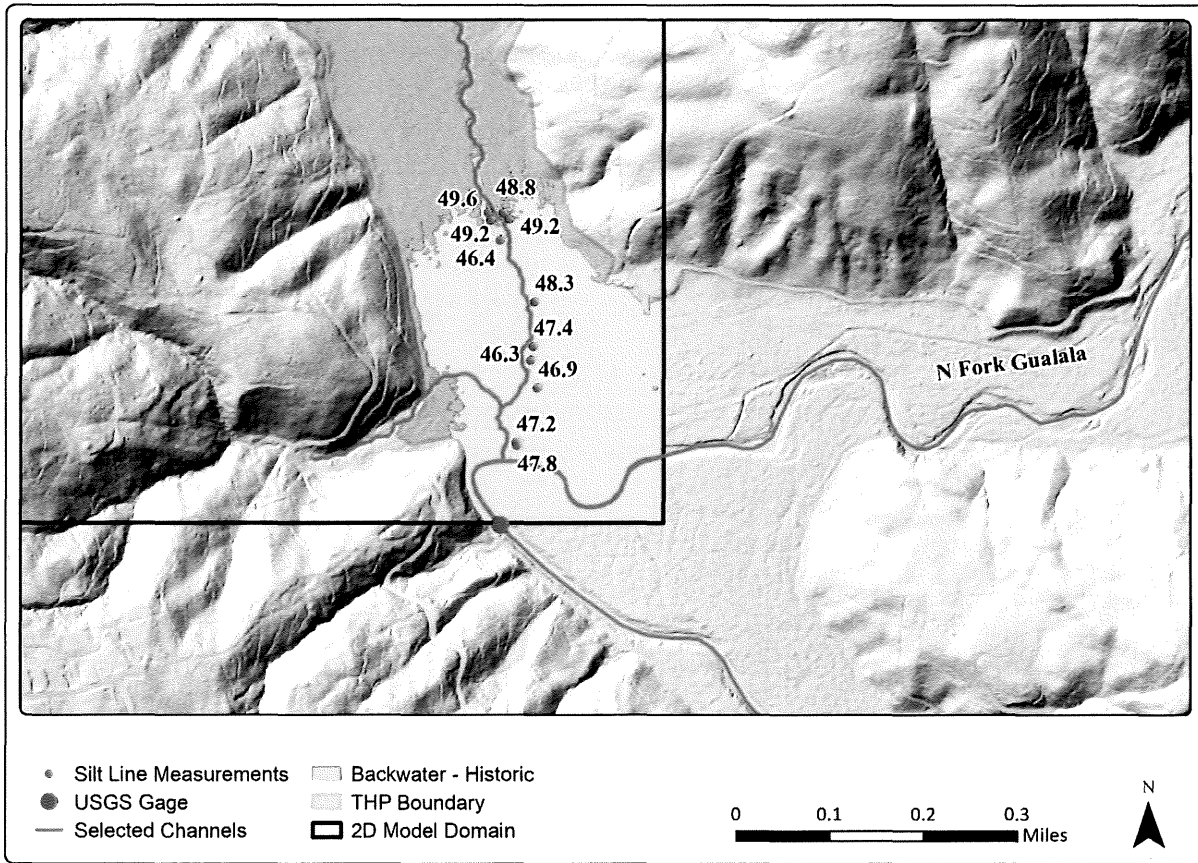 48.8
49.6
49.2
49.2
46.4
48.3
47.4
46.3
46.9
47.2
47.8
N Fork Gualala
Silt Line Measurements
USGS Gage
Selected Channels
Backwater - Historic
THP Boundary
2D Model Domain
0 0.1 0.2 0.3
Miles
N